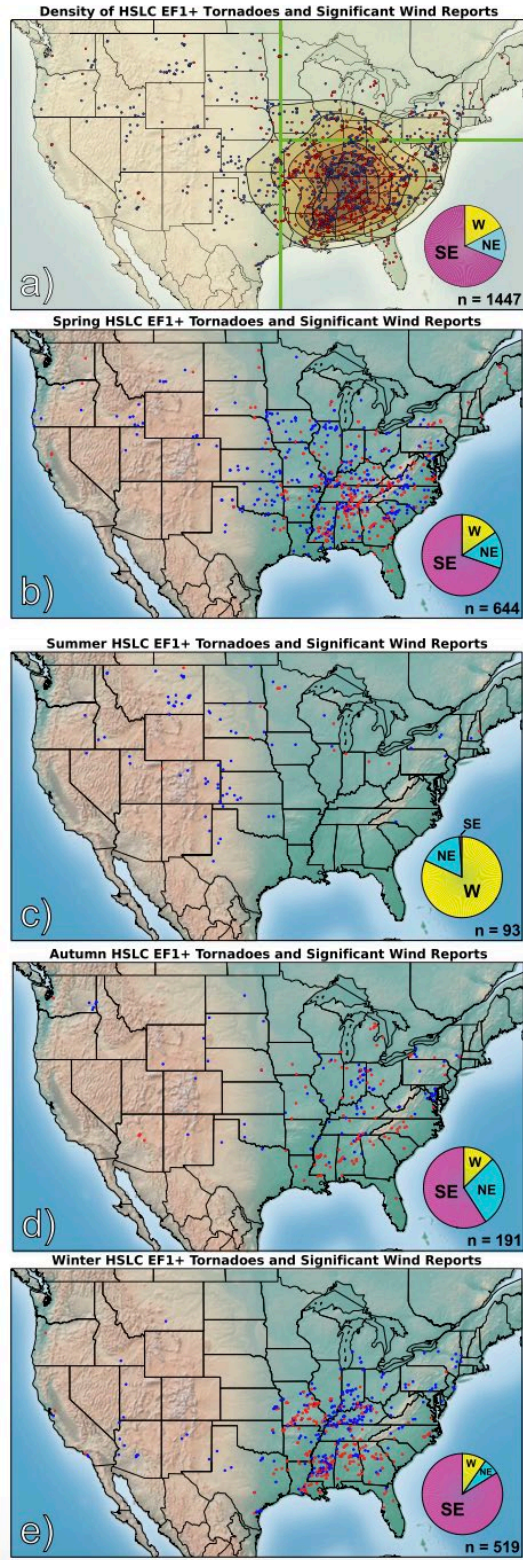 Density of HSLC EF1+ Tornadoes and Significant Wind Reports
W
NE
SE
a)
n = 1447
Spring HSLC EF1+ Tornadoes and Significant Wind Reports
W
NE
SE
b)
n = 644
Summer HSLC EF1+ Tornadoes and Significant Wind Reports
SE
NE
W
c)
n = 93
Autumn HSLC EF1+ Tornadoes and Significant Wind Reports
W
NE
SE
d)
n = 191
Winter HSLC EF1+ Tornadoes and Significant Wind Reports
W
NE
SE
e)
n = 519